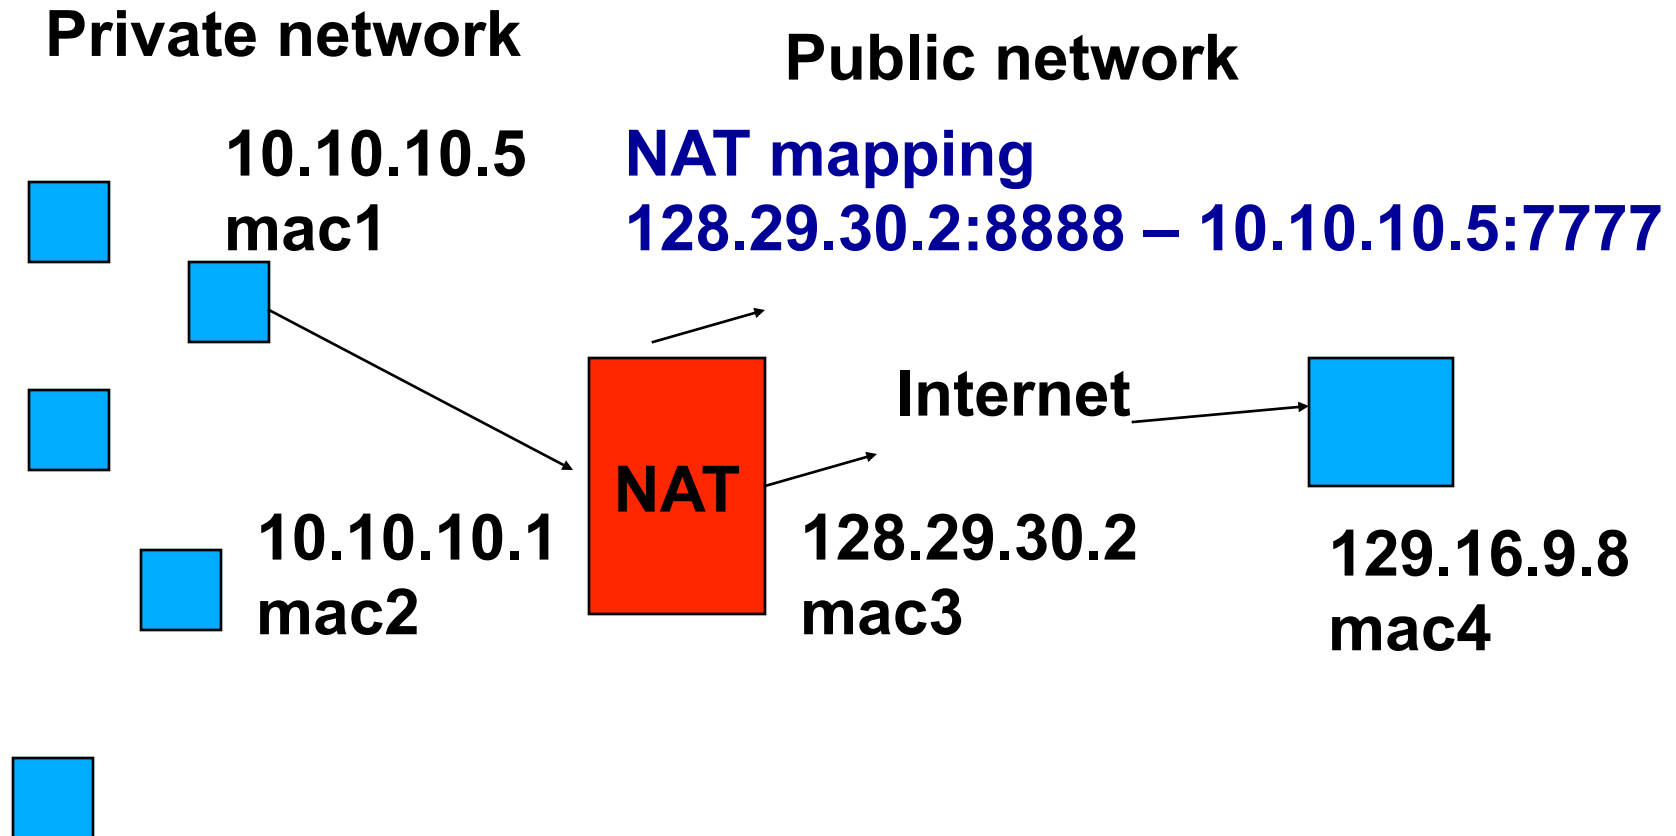 Private network
Public network
10.10.10.5
mac1
NAT mapping
128.29.30.2:8888 – 10.10.10.5:7777
Internet
NAT
10.10.10.1
mac2
128.29.30.2
mac3
129.16.9.8
mac4